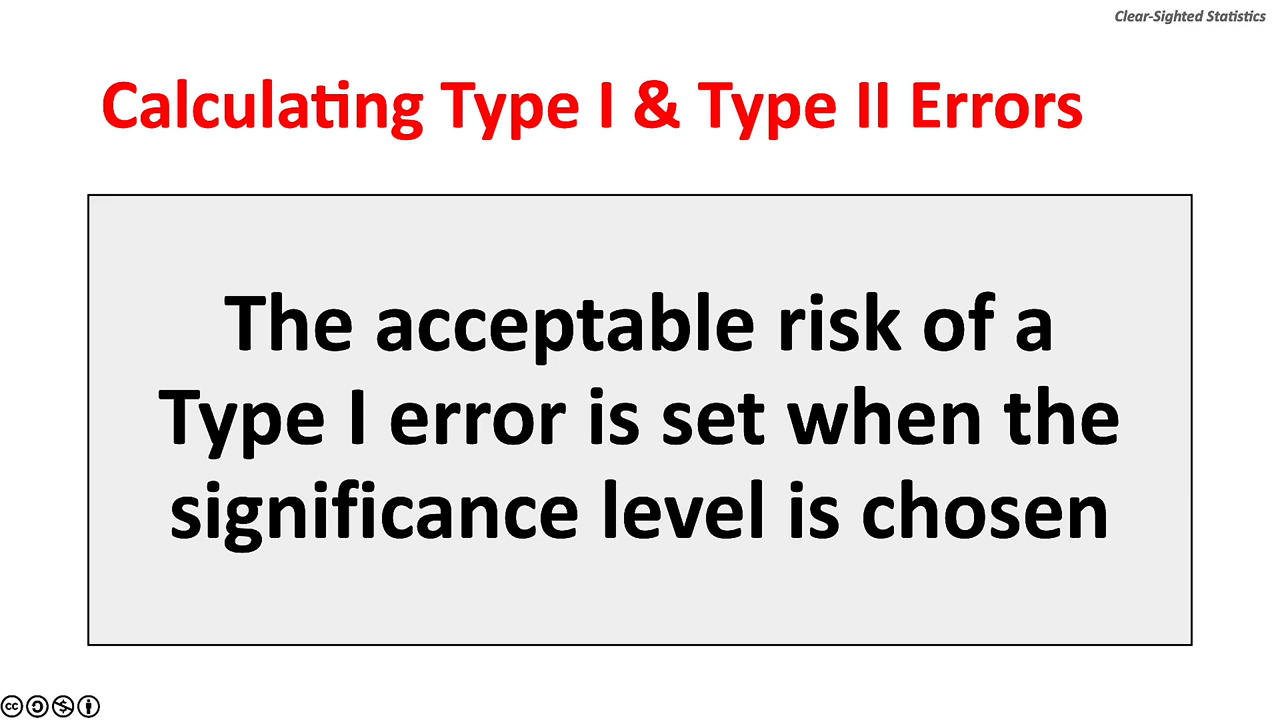 Clear-Sighted Statistics
Calculating Type I & Type II Errors
The acceptable risk of a
Type I error is set when the
significance level is chosen